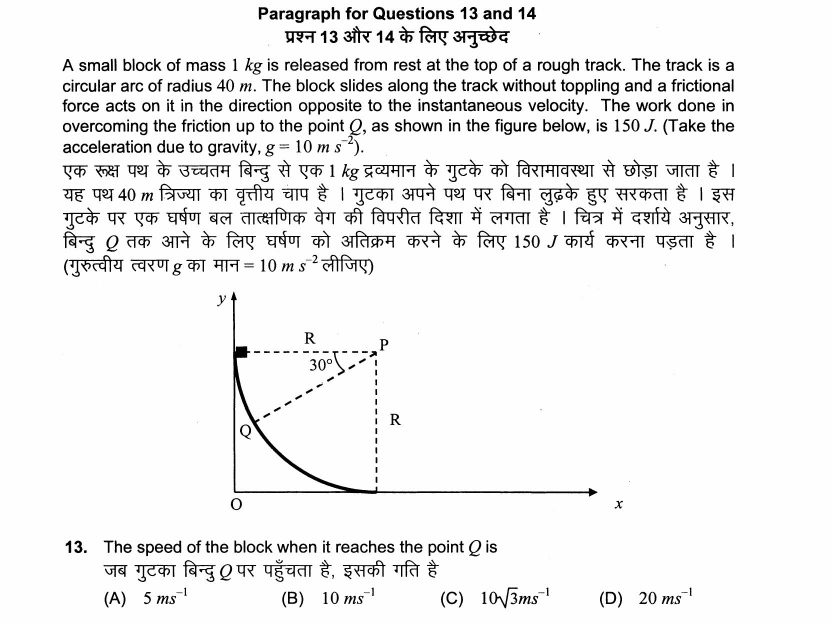 Paragraph for Questions 13 and 14
प्रश्न 13 और 14 के लिए अनुच्छेद
A small block of mass 1 kg is released from rest at the top of a rough track. The track is a
circular arc of radius 40 m. The block slides along the track without toppling and a frictional
force acts on it in the direction opposite to the instantaneous velocity. The work done in
overcoming the friction up to the point Q, as shown in the figure below, is 150 J. (Take the
acceleration due to gravity, g = 10 m s⁻²).
एक रूक्ष पथ के उच्चतम बिन्दु से एक 1 kg द्रव्यमान के गुटके को विरामावस्था से छोड़ा जाता है ।
यह पथ 40 m त्रिज्या का वृत्तीय चाप है । गुटका अपने पथ पर बिना लुढ़के हुए सरकता है । इस
गुटके पर एक घर्षण बल तात्क्षणिक वेग की विपरीत दिशा में लगता है । चित्र में दर्शाये अनुसार,
बिन्दु Q तक आने के लिए घर्षण को अतिक्रम करने के लिए 150 J कार्य करना पड़ता है ।
(गुरुत्वीय त्वरण g का मान = 10 m s⁻² लीजिए)
y
R
P
30°
R
Q
O
x
13. The speed of the block when it reaches the point Q is
जब गुटका बिन्दु Q पर पहुँचता है, इसकी गति है
(A) 5 ms⁻¹ (B) 10 ms⁻¹ (C) 10√3ms⁻¹ (D) 20 ms⁻¹